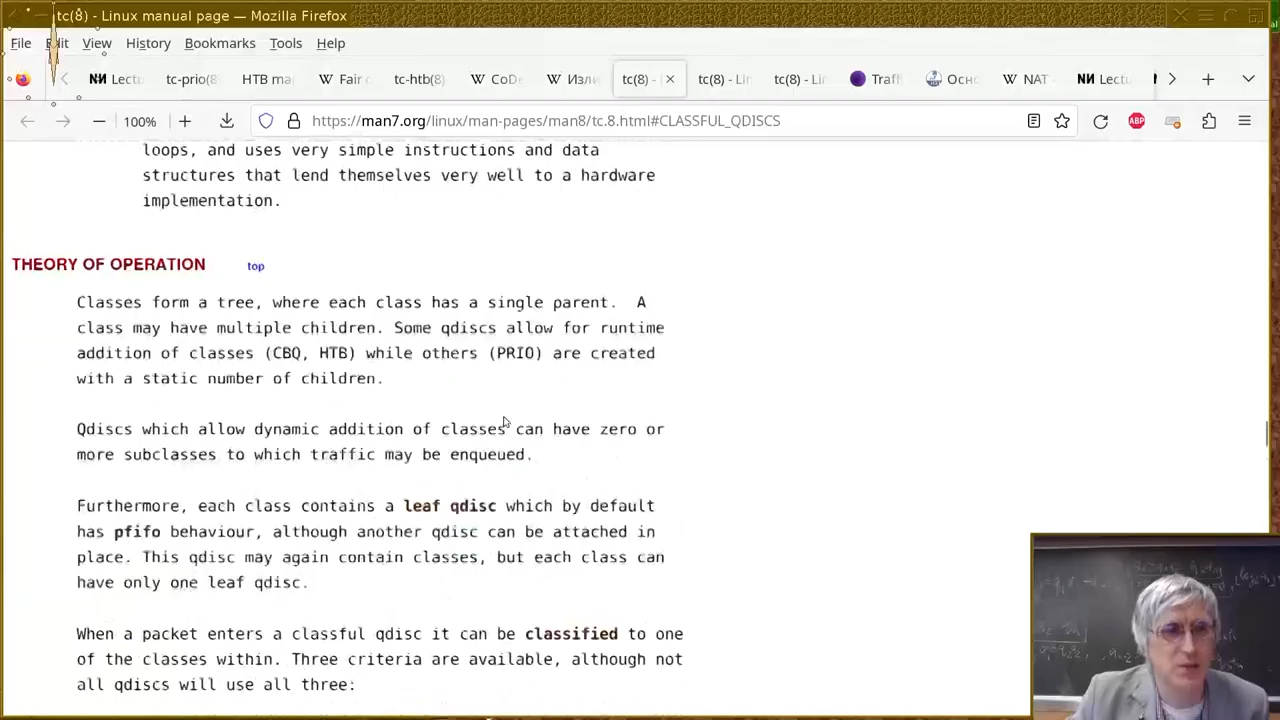 tc(8) - Linux manual page — Mozilla Firefox
File Edit View History Bookmarks Tools Help
Lectu tc-prio(8 HTB ma Fair c tc-htb(8) CoDe Изли tc(8) - tc(8) - Lin tc(8) - Lin Traff Осно NAT - Lectu
100% https://man7.org/linux/man-pages/man8/tc.8.html#CLASSFUL_QDISCS ABP
loops, and uses very simple instructions and data
structures that lend themselves very well to a hardware
implementation.
THEORY OF OPERATION top
Classes form a tree, where each class has a single parent. A
class may have multiple children. Some qdiscs allow for runtime
addition of classes (CBQ, HTB) while others (PRIO) are created
with a static number of children.
Qdiscs which allow dynamic addition of classes can have zero or
more subclasses to which traffic may be enqueued.
Furthermore, each class contains a leaf qdisc which by default
has pfifo behaviour, although another qdisc can be attached in
place. This qdisc may again contain classes, but each class can
have only one leaf qdisc.
When a packet enters a classful qdisc it can be classified to one
of the classes within. Three criteria are available, although not
all qdiscs will use all three: